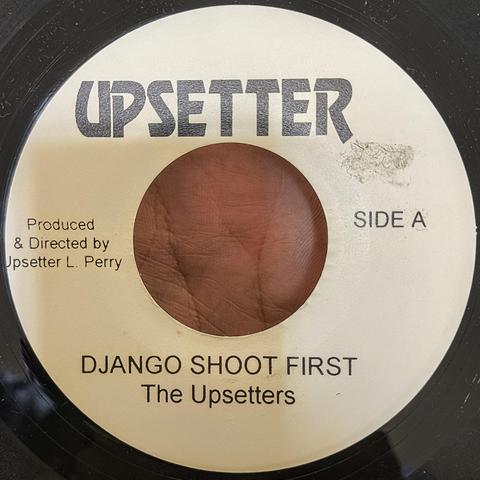 UPSETTER
SIDE A
Produced
& Directed by
Upsetter L. Perry
DJANGO SHOOT FIRST
The Upsetters